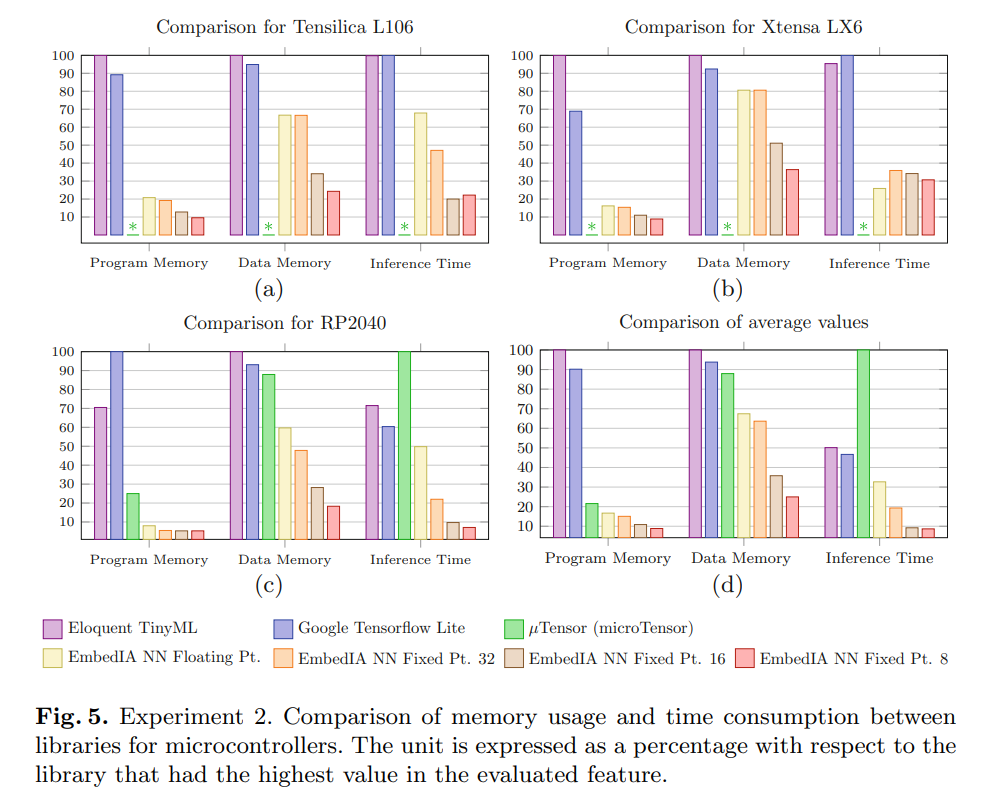 Comparison for Tensilica L106
100
90
80
70
60
50
40
30
20
10
*
*
*
Program Memory
Data Memory
Inference Time
(a)
Comparison for Xtensa LX6
100
90
80
70
60
50
40
30
20
10
*
*
*
Program Memory
Data Memory
Inference Time
(b)
Comparison for RP2040
100
90
80
70
60
50
40
30
20
10
Program Memory
Data Memory
Inference Time
(c)
Comparison of average values
100
90
80
70
60
50
40
30
20
10
Program Memory
Data Memory
Inference Time
(d)
Eloquent TinyML
Google Tensorflow Lite
μTensor (microTensor)
EmbedIA NN Floating Pt.
EmbedIA NN Fixed Pt. 32
EmbedIA NN Fixed Pt. 16
EmbedIA NN Fixed Pt. 8
Fig. 5. Experiment 2. Comparison of memory usage and time consumption between
libraries for microcontrollers. The unit is expressed as a percentage with respect to the
library that had the highest value in the evaluated feature.